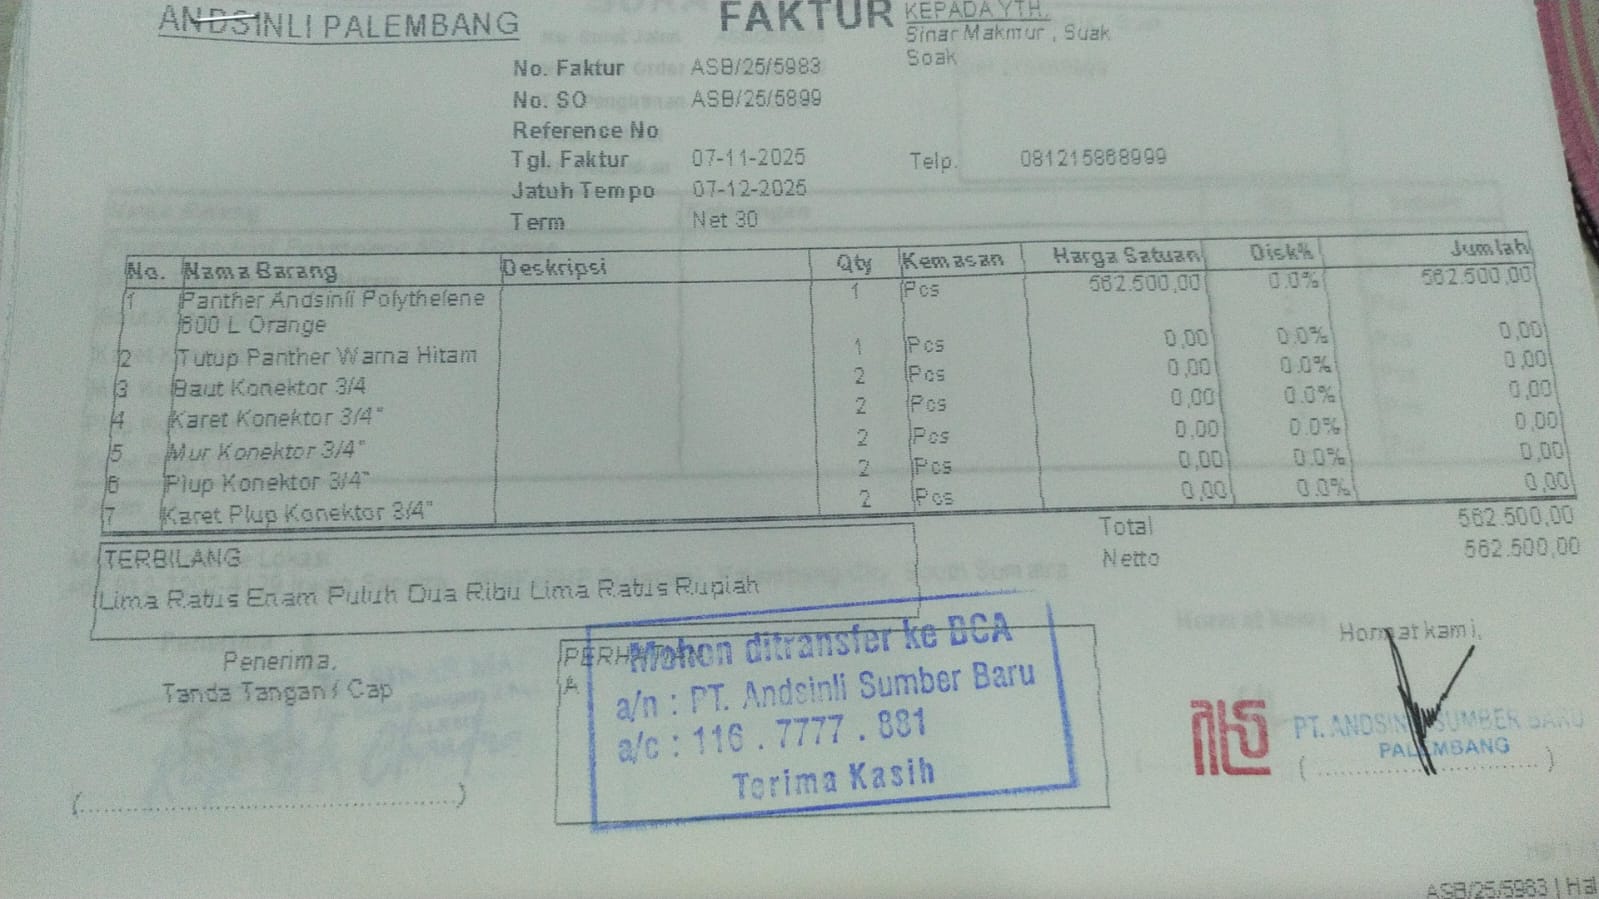 ANDSINLI PALEMBANG
FAKTUR
KEPADA YTH.
Sinar Makmur , Suak
Soak
No. Faktur ASB/25/5983
No. SO ASB/25/5899
Reference No
Tgl. Faktur 07-11-2025
Telp. 081215868999
Jatuh Tempo 07-12-2025
Term Net 30
No. Nama Barang Deskripsi Qty Kemasan Harga Satuan Disk% Jumlah
1 Panther Andsinli Polythelene 1 Pcs 562.500,00 0.0% 562.500,00
600 L Orange
2 Tutup Panther Warna Hitam 1 Pcs 0,00 0.0% 0,00
3 Baut Konektor 3/4 2 Pcs 0,00 0.0% 0,00
4 Karet Konektor 3/4" 2 Pcs 0,00 0.0% 0,00
5 Mur Konektor 3/4" 2 Pcs 0,00 0.0% 0,00
6 Plup Konektor 3/4" 2 Pcs 0,00 0.0% 0,00
7 Karet Plup Konektor 3/4" 2 Pcs 0,00 0.0% 0,00
Total 562.500,00
Netto 562.500,00
TERBILANG
Lima Ratus Enam Puluh Dua Ribu Lima Ratus Rupiah
Penerima,
Tanda Tangan / Cap
Mohon ditransfer ke BCA
a/n : PT. Andsinli Sumber Baru
a/c : 116 . 7777 . 881
Terima Kasih
Hormat kami,
PT. ANDSINLI SUMBER BARU
PALEMBANG
ASB/25/5983 | Hal